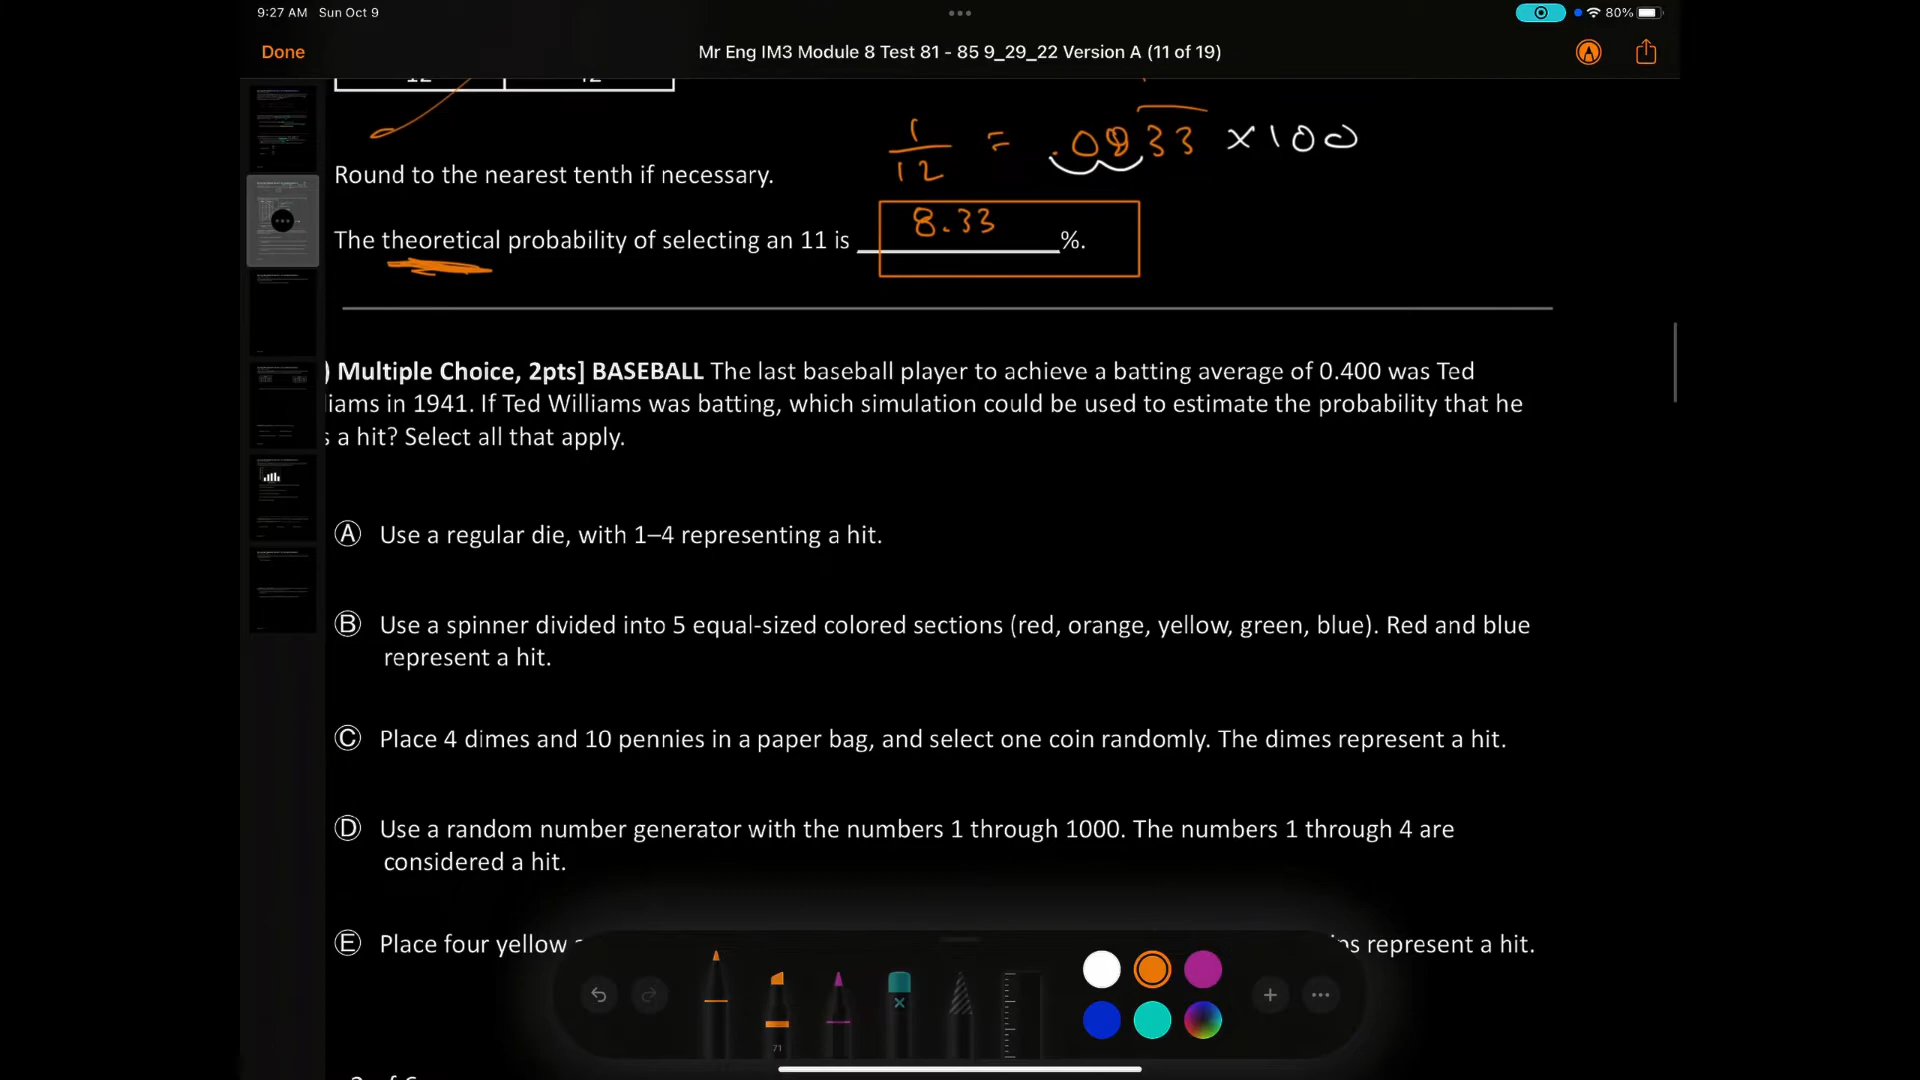 9:27 AM Sun Oct 9
80%
Done
Mr Eng IM3 Module 8 Test 81 - 85 9_29_22 Version A (11 of 19)
1/12 = .0833 ×100
Round to the nearest tenth if necessary.
8.33
The theoretical probability of selecting an 11 is ____________%.
) Multiple Choice, 2pts] BASEBALL The last baseball player to achieve a batting average of 0.400 was Ted
liams in 1941. If Ted Williams was batting, which simulation could be used to estimate the probability that he
s a hit? Select all that apply.
A Use a regular die, with 1–4 representing a hit.
B Use a spinner divided into 5 equal-sized colored sections (red, orange, yellow, green, blue). Red and blue
represent a hit.
C Place 4 dimes and 10 pennies in a paper bag, and select one coin randomly. The dimes represent a hit.
D Use a random number generator with the numbers 1 through 1000. The numbers 1 through 4 are
considered a hit.
E Place four yellow represent a hit.
71